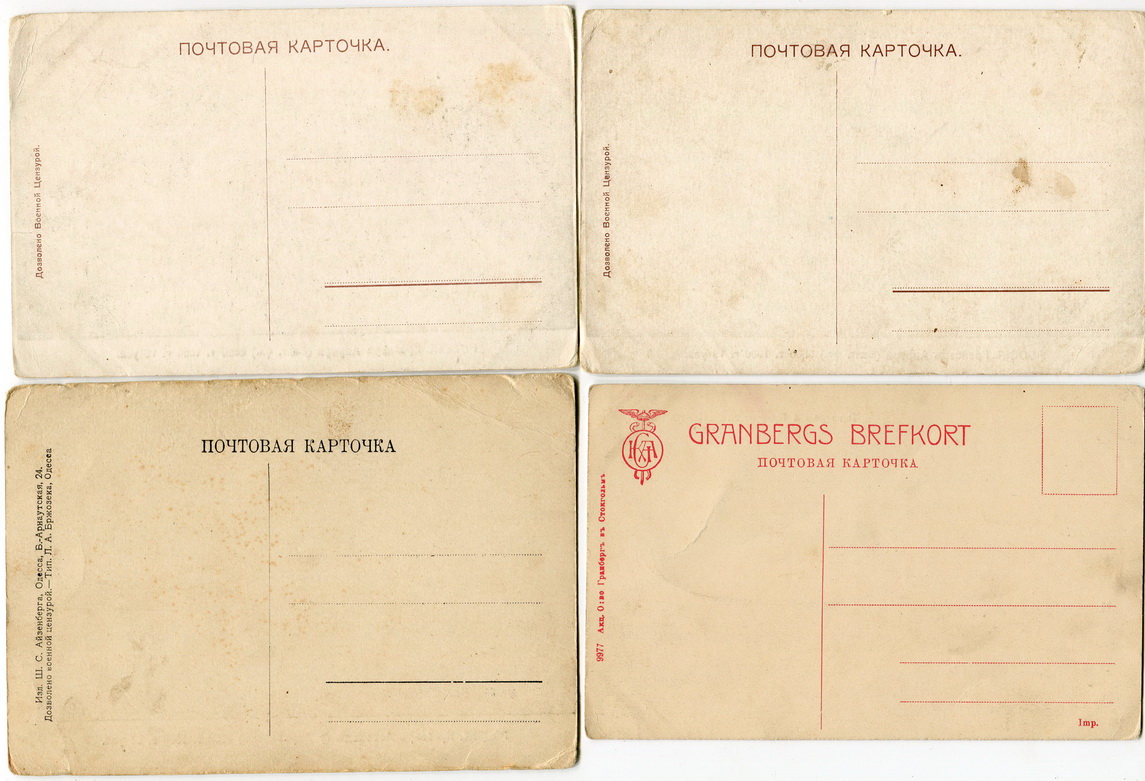 ПОЧТОВАЯ КАРТОЧКА.
Дозволено Военной Цензурой.
ПОЧТОВАЯ КАРТОЧКА.
Дозволено Военной Цензурой.
ПОЧТОВАЯ КАРТОЧКА
Изд. Ш. С. Айзенберга, Одесса, Б.-Арнаутская, 24.
Дозволено военной цензурой.—Тип. Л. А. Бржозека, Одесса
GRANBERGS BREFKORT
ПОЧТОВАЯ КАРТОЧКА.
9977 Акц. О:во Гранбергъ въ Стокгольмѣ
Imp.